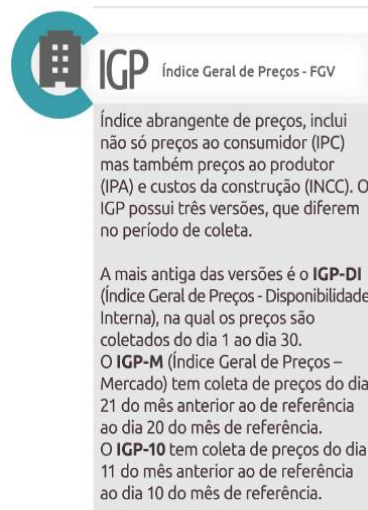 IGP Índice Geral de Preços - FGV
Índice abrangente de preços, inclui
não só preços ao consumidor (IPC)
mas também preços ao produtor
(IPA) e custos da construção (INCC). O
IGP possui três versões, que diferem
no período de coleta.
A mais antiga das versões é o IGP-DI
(Índice Geral de Preços - Disponibilidade
Interna), na qual os preços são
coletados do dia 1 ao dia 30.
O IGP-M (Índice Geral de Preços –
Mercado) tem coleta de preços do dia
21 do mês anterior ao de referência
ao dia 20 do mês de referência.
O IGP-10 tem coleta de preços do dia
11 do mês anterior ao de referência
ao dia 10 do mês de referência.